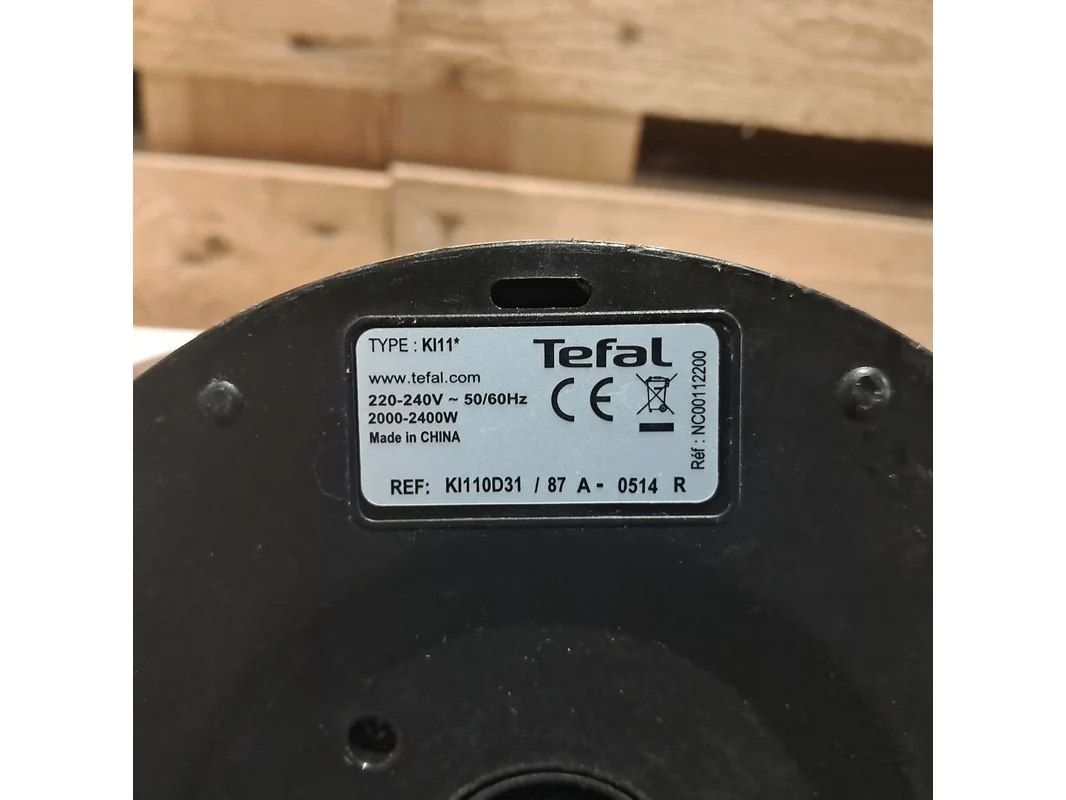 TYPE : KI11*
Tefal
www.tefal.com
220-240V ~ 50/60Hz
2000-2400W
Made in CHINA
CE
Réf : NC00112200
REF: KI110D31 / 87 A - 0514 R